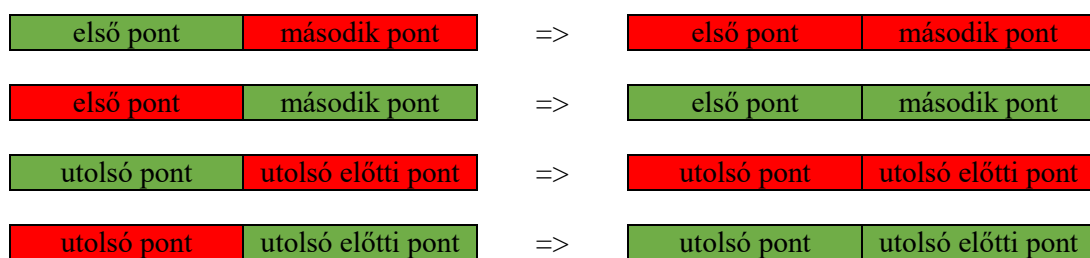 első pont második pont => első pont második pont
első pont második pont => első pont második pont
utolsó pont utolsó előtti pont => utolsó pont utolsó előtti pont
utolsó pont utolsó előtti pont => utolsó pont utolsó előtti pont